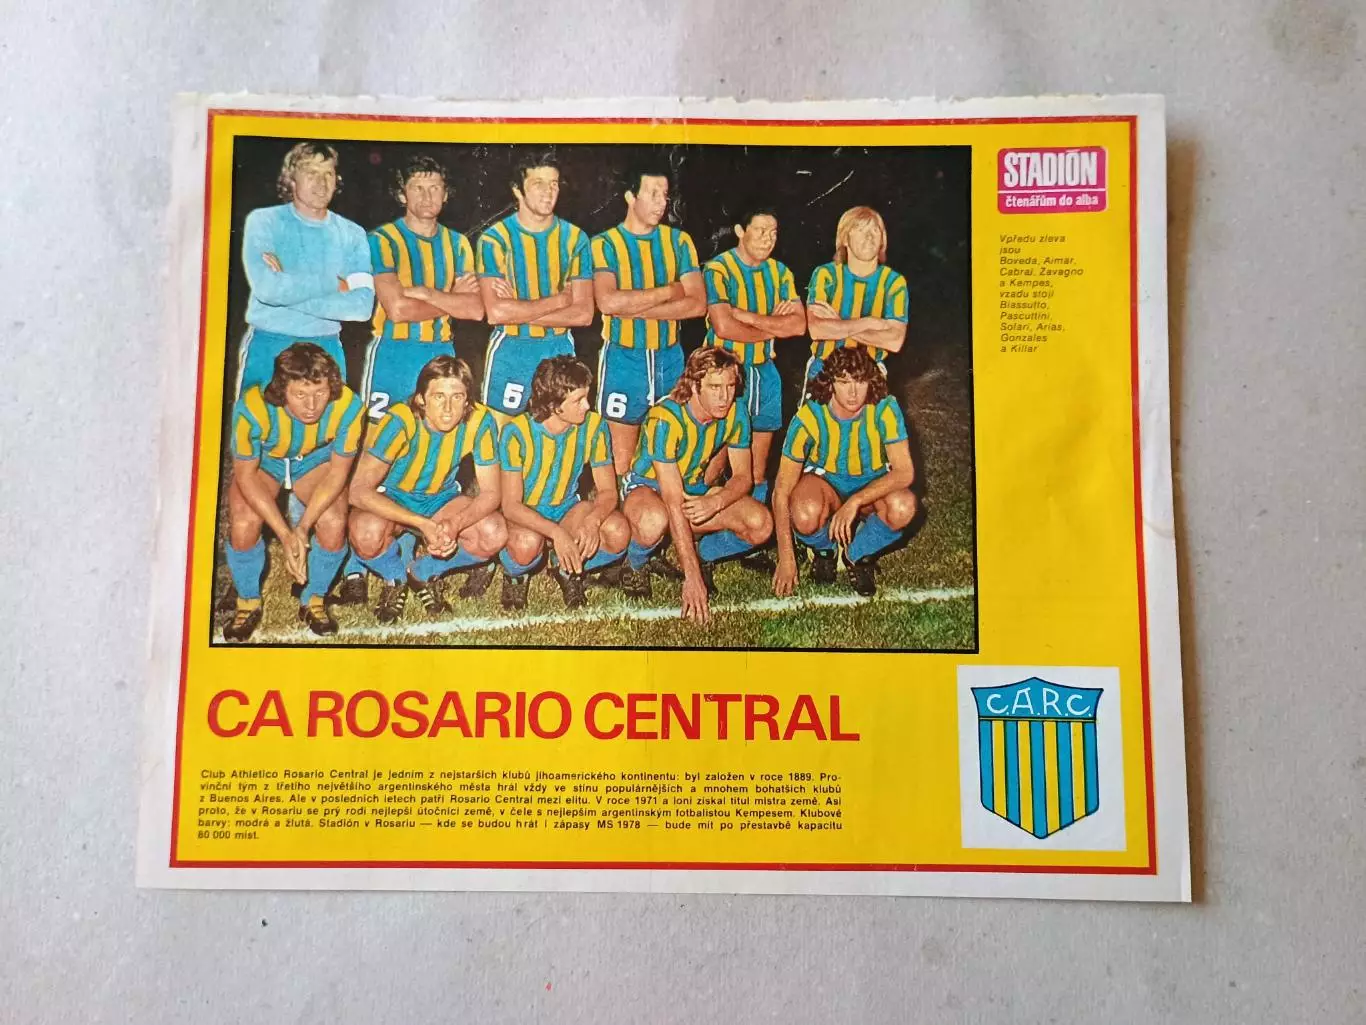 STADIÓN
čtenářům do alba
Vpředu zleva
jsou
Boveda, Aimar,
Cabral, Zavagno
a Kempes,
vzadu stojí
Biassutto,
Pascuttini,
Solari, Arias,
Gonzales
a Killar
2
5
6
CA ROSARIO CENTRAL
C.A.R.C.
Club Athletico Rosario Central je jedním z nejstarších klubů jihoamerického kontinentu: byl založen v roce 1889. Pro-
vinční tým z třetího největšího argentinského města hrál vždy ve stínu populárnějších a mnohem bohatších klubů
z Buenos Aires. Ale v posledních letech patří Rosario Central mezi elitu. V roce 1971 a loni získal titul mistra země. Asi
proto, že v Rosariu se prý rodí nejlepší útočníci země, v čele s nejlepším argentinským fotbalistou Kempesem. Klubové
barvy: modrá a žlutá. Stadión v Rosariu — kde se budou hrát i zápasy MS 1978 — bude mít po přestavbě kapacitu
80 000 míst.